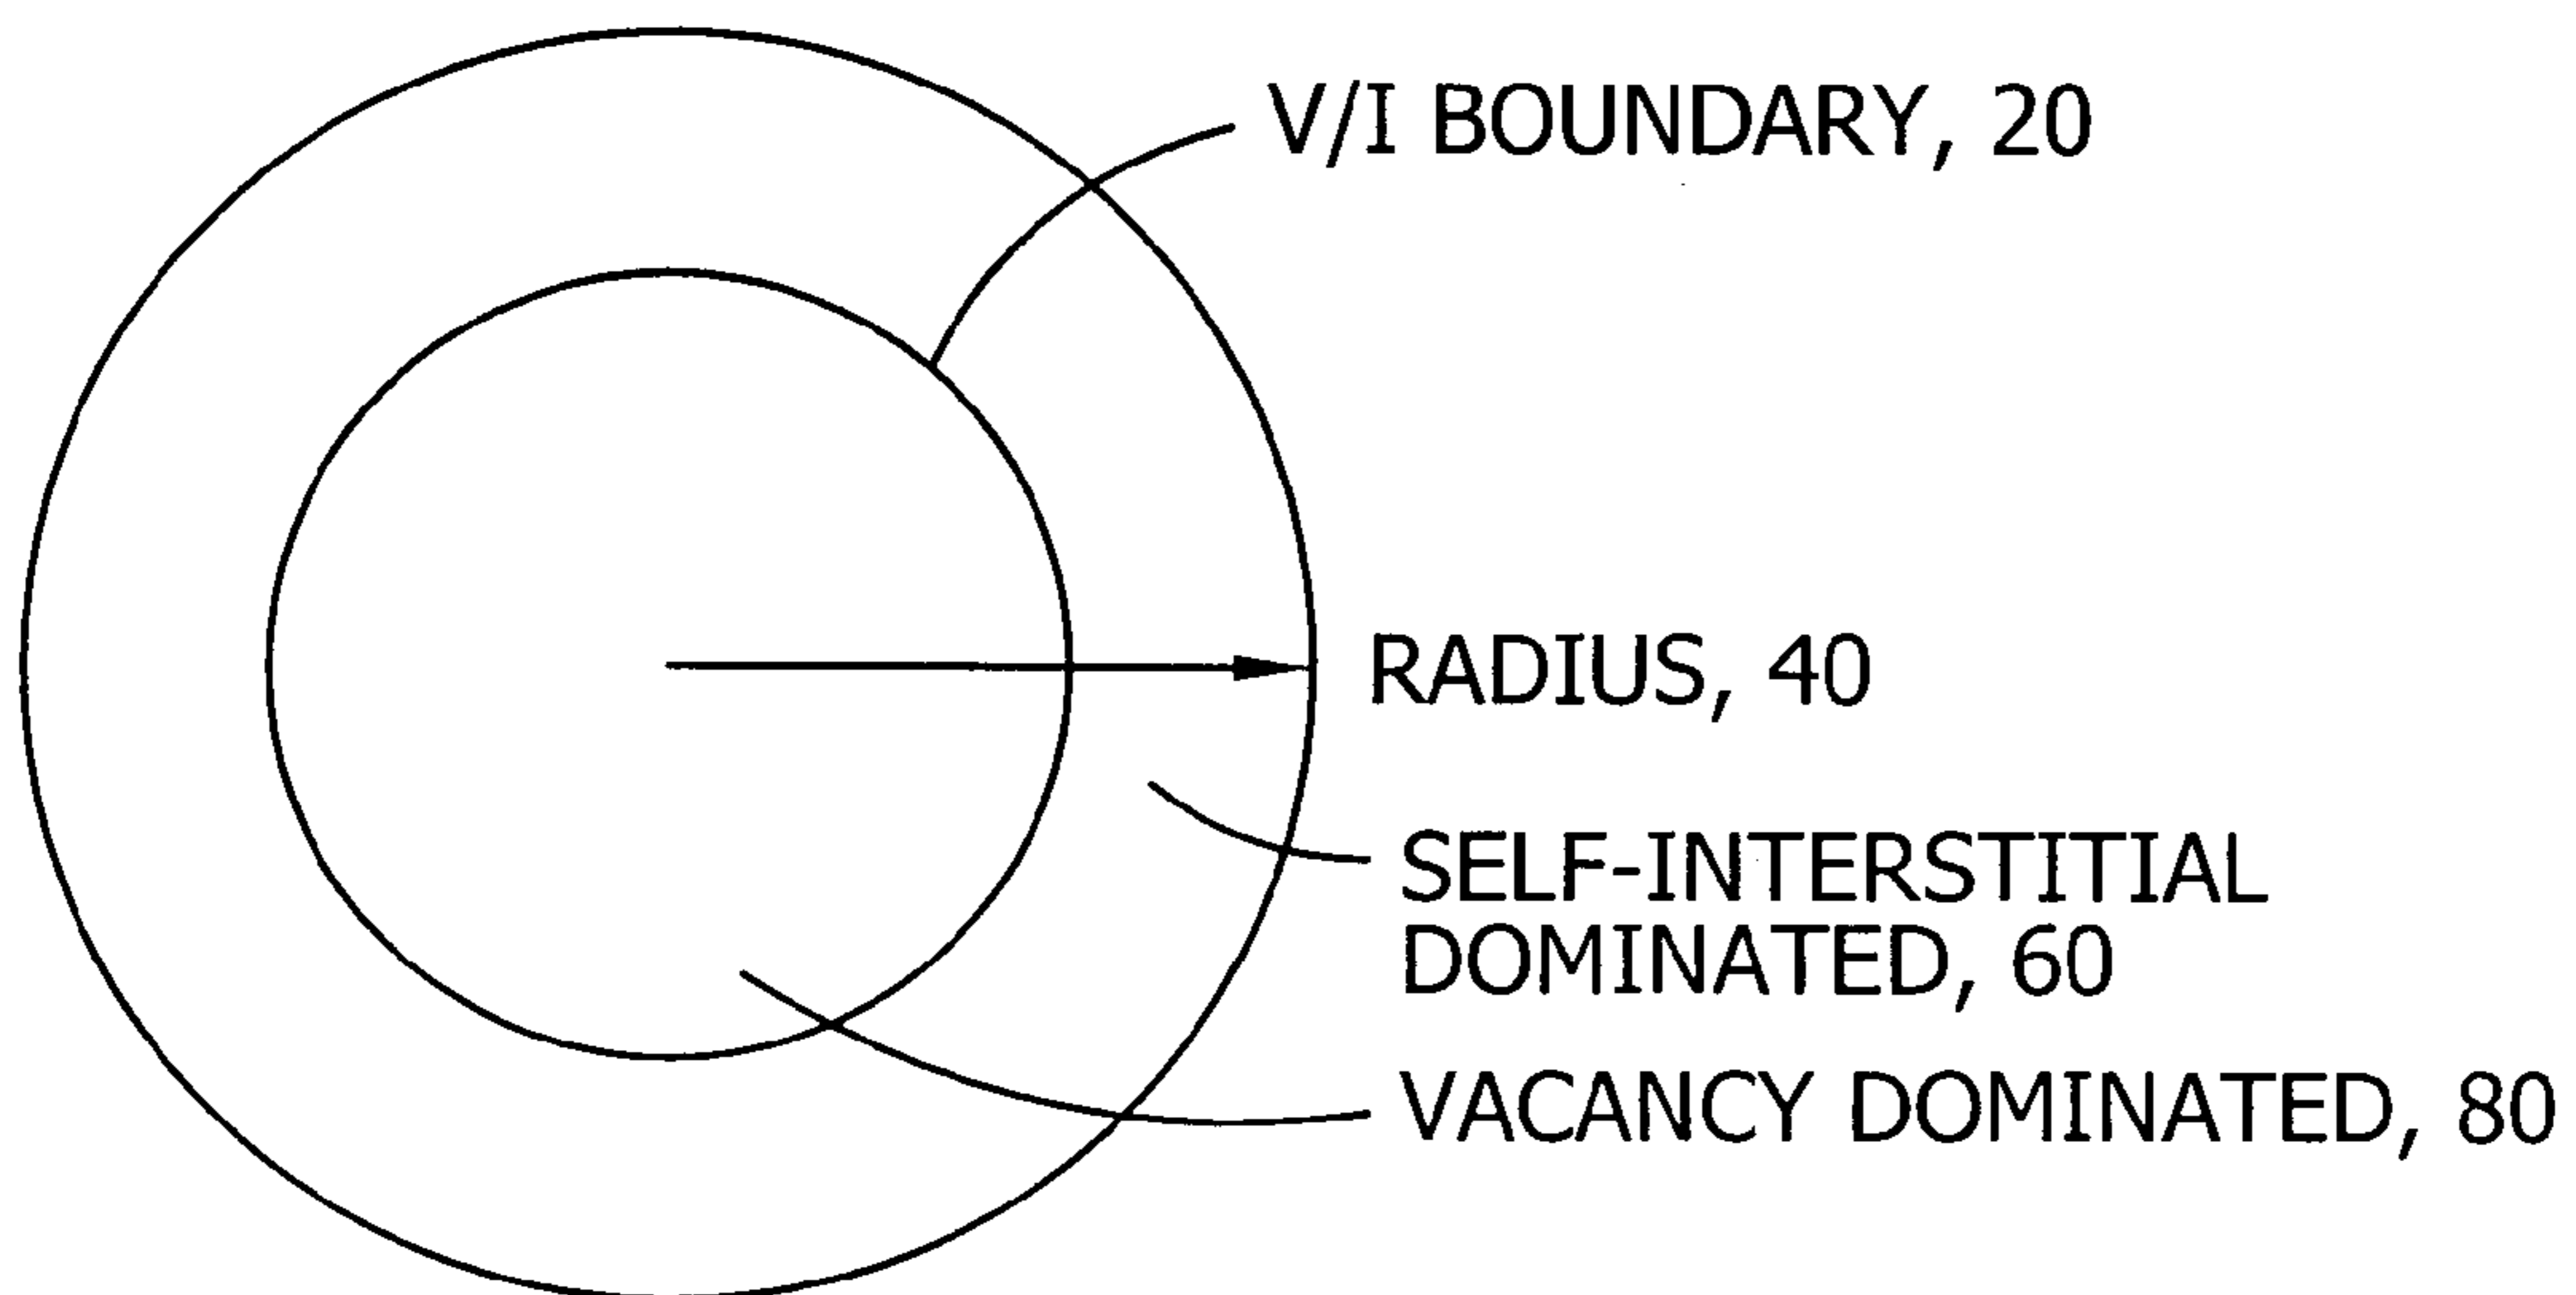 V/I BOUNDARY, 20
RADIUS, 40
SELF-INTERSTITIAL
DOMINATED, 60
VACANCY DOMINATED, 80